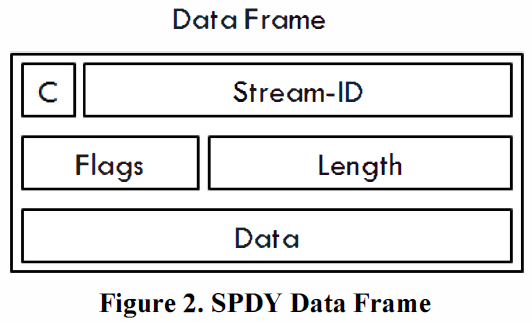 Data Frame
C Stream-ID
Flags Length
Data
Figure 2. SPDY Data Frame